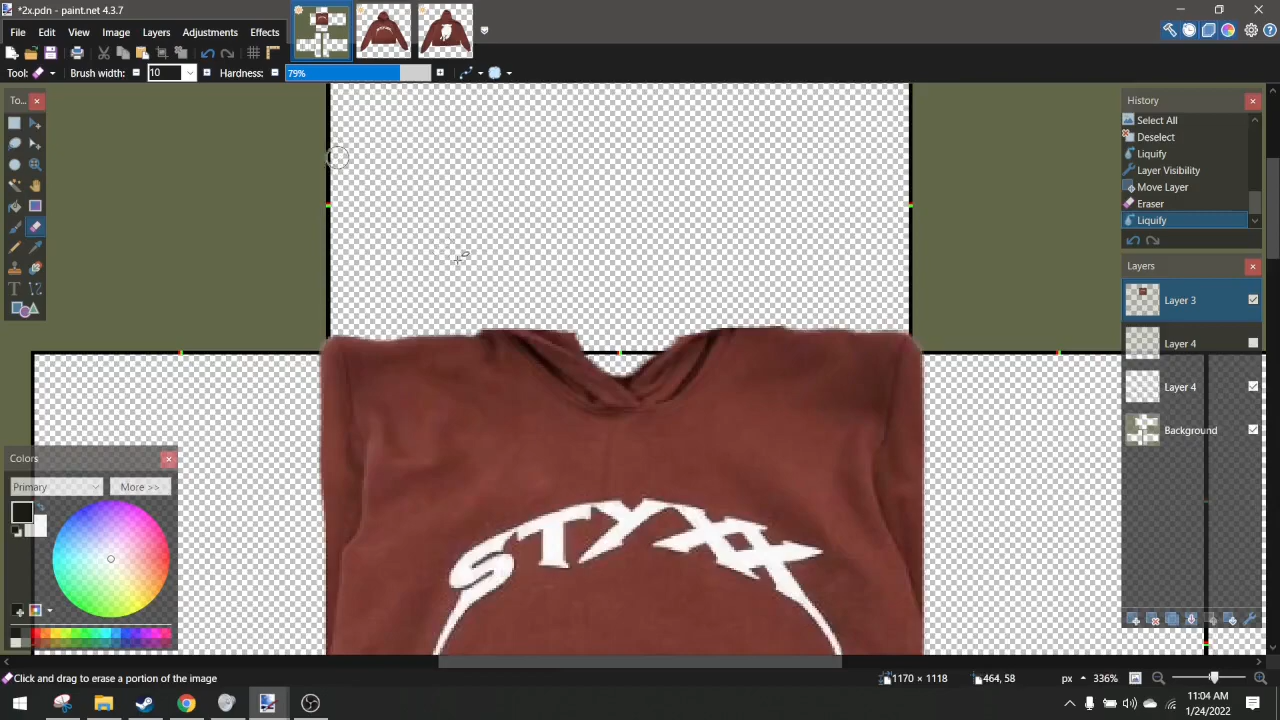 *2x.pdn - paint.net 4.3.7
File Edit View Image Layers Adjustments Effects
Tool: Brush width: 10 Hardness: 79%
To...
History
Select All
Deselect
Liquify
Layer Visibility
Move Layer
Eraser
Liquify
Layers
Layer 3
Layer 4
Layer 4
Background
STYXX
Colors
Primary More >>
Click and drag to erase a portion of the image 1170 × 1118 464, 58 px 336%
11:04 AM
1/24/2022